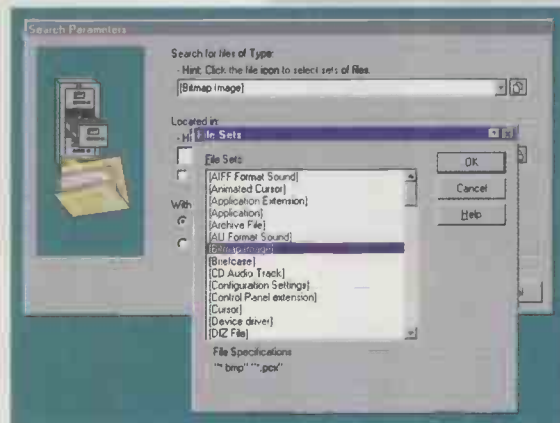 Search Parameters
Search for files of Type:
- Hint: Click the file icon to select sets of files.
[Bitmap Image]
Located in:
- Hi
With
File Sets
File Sets:
[AIFF Format Sound]
[Animated Cursor]
[Application Extension]
[Application]
[Archive File]
[AU Format Sound]
[Bitmap Image]
[Briefcase]
[CD Audio Track]
[Configuration Settings]
[Control Panel extension]
[Cursor]
[Device driver]
[DIZ File]
OK
Cancel
Help
File Specifications
"*.bmp" "*.pcx"